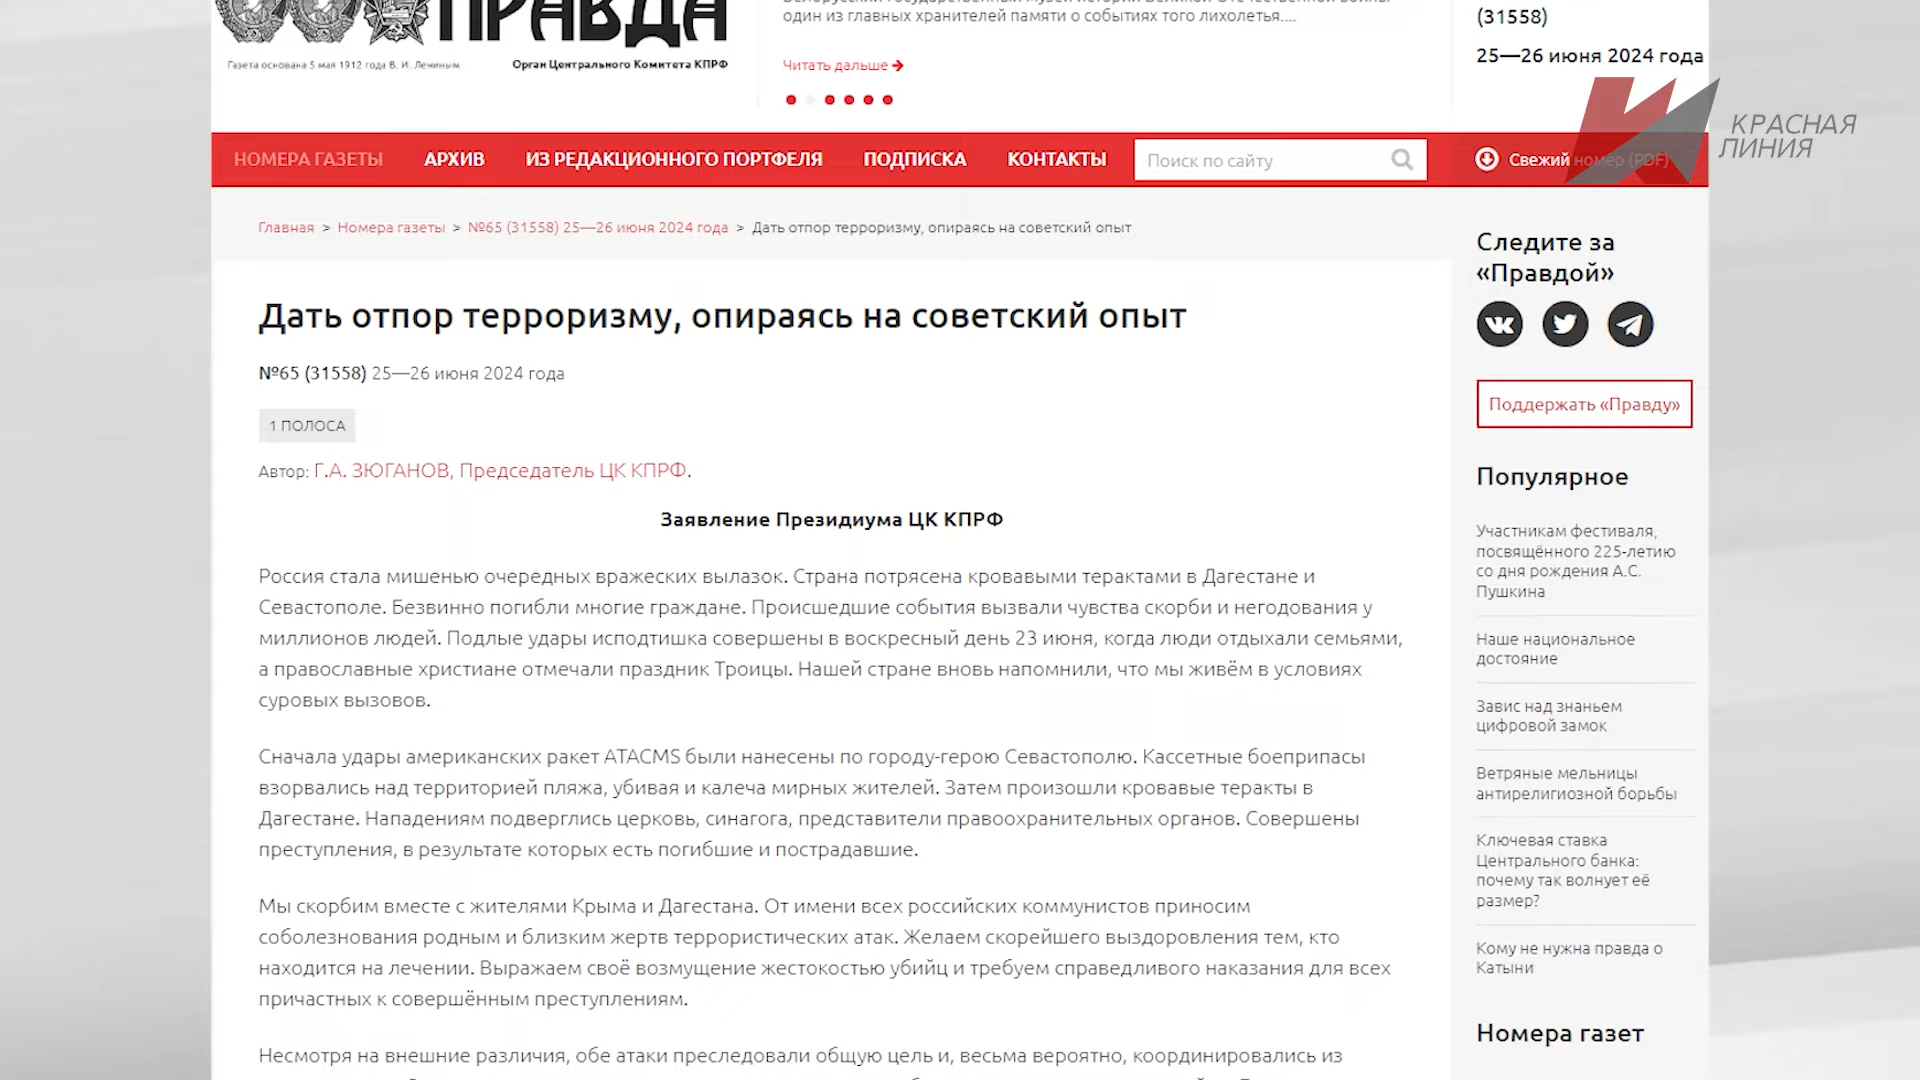 ПРАВДА
Газета основана 5 мая 1912 года В. И. Лениным
Орган Центрального Комитета КПРФ
один из главных хранителей памяти о событиях того лихолетья....
Читать дальше
(31558)
25—26 июня 2024 года
КРАСНАЯ
ЛИНИЯ
НОМЕРА ГАЗЕТЫ
АРХИВ
ИЗ РЕДАКЦИОННОГО ПОРТФЕЛЯ
ПОДПИСКА
КОНТАКТЫ
Поиск по сайту
Свежий номер (PDF)
Главная > Номера газеты > №65 (31558) 25—26 июня 2024 года > Дать отпор терроризму, опираясь на советский опыт
Дать отпор терроризму, опираясь на советский опыт
№65 (31558) 25—26 июня 2024 года
1 ПОЛОСА
Автор: Г.А. ЗЮГАНОВ, Председатель ЦК КПРФ.
Заявление Президиума ЦК КПРФ
Россия стала мишенью очередных вражеских вылазок. Страна потрясена кровавыми терактами в Дагестане и
Севастополе. Безвинно погибли многие граждане. Происшедшие события вызвали чувства скорби и негодования у
миллионов людей. Подлые удары исподтишка совершены в воскресный день 23 июня, когда люди отдыхали семьями,
а православные христиане отмечали праздник Троицы. Нашей стране вновь напомнили, что мы живём в условиях
суровых вызовов.
Сначала удары американских ракет ATACMS были нанесены по городу-герою Севастополю. Кассетные боеприпасы
взорвались над территорией пляжа, убивая и калеча мирных жителей. Затем произошли кровавые теракты в
Дагестане. Нападениям подверглись церковь, синагога, представители правоохранительных органов. Совершены
преступления, в результате которых есть погибшие и пострадавшие.
Мы скорбим вместе с жителями Крыма и Дагестана. От имени всех российских коммунистов приносим
соболезнования родным и близким жертв террористических атак. Желаем скорейшего выздоровления тем, кто
находится на лечении. Выражаем своё возмущение жестокостью убийц и требуем справедливого наказания для всех
причастных к совершённым преступлениям.
Несмотря на внешние различия, обе атаки преследовали общую цель и, весьма вероятно, координировались из
Следите за
«Правдой»
Поддержать «Правду»
Популярное
Участникам фестиваля,
посвящённого 225-летию
со дня рождения А.С.
Пушкина
Наше национальное
достояние
Завис над знаньем
цифровой замок
Ветряные мельницы
антирелигиозной борьбы
Ключевая ставка
Центрального банка:
почему так волнует её
размер?
Кому не нужна правда о
Катыни
Номера газет